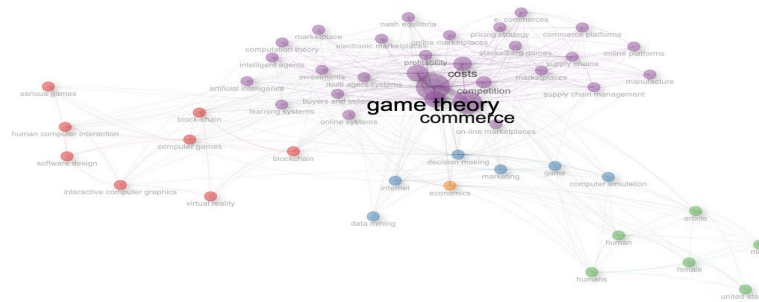 nash equilibria
e- commerces
marketplace
pricing strategy
commerce platforms
online marketplaces
electronic marketplaces
computation theory
stackelberg games
online platforms
supply chains
profitability
intelligent agents
costs
investments
marketplaces
manufacture
multi agent systems
artificial intelligence
competition
supply chain management
serious games
buyers and sellers
game theory
learning systems
commerce
block-chain
online systems
on-line marketplaces
human computer interaction
computer games
blockchain
decision making
software design
game
marketing
computer simulation
internet
economics
interactive computer graphics
virtual reality
article
data mining
human
female
humans
united sta